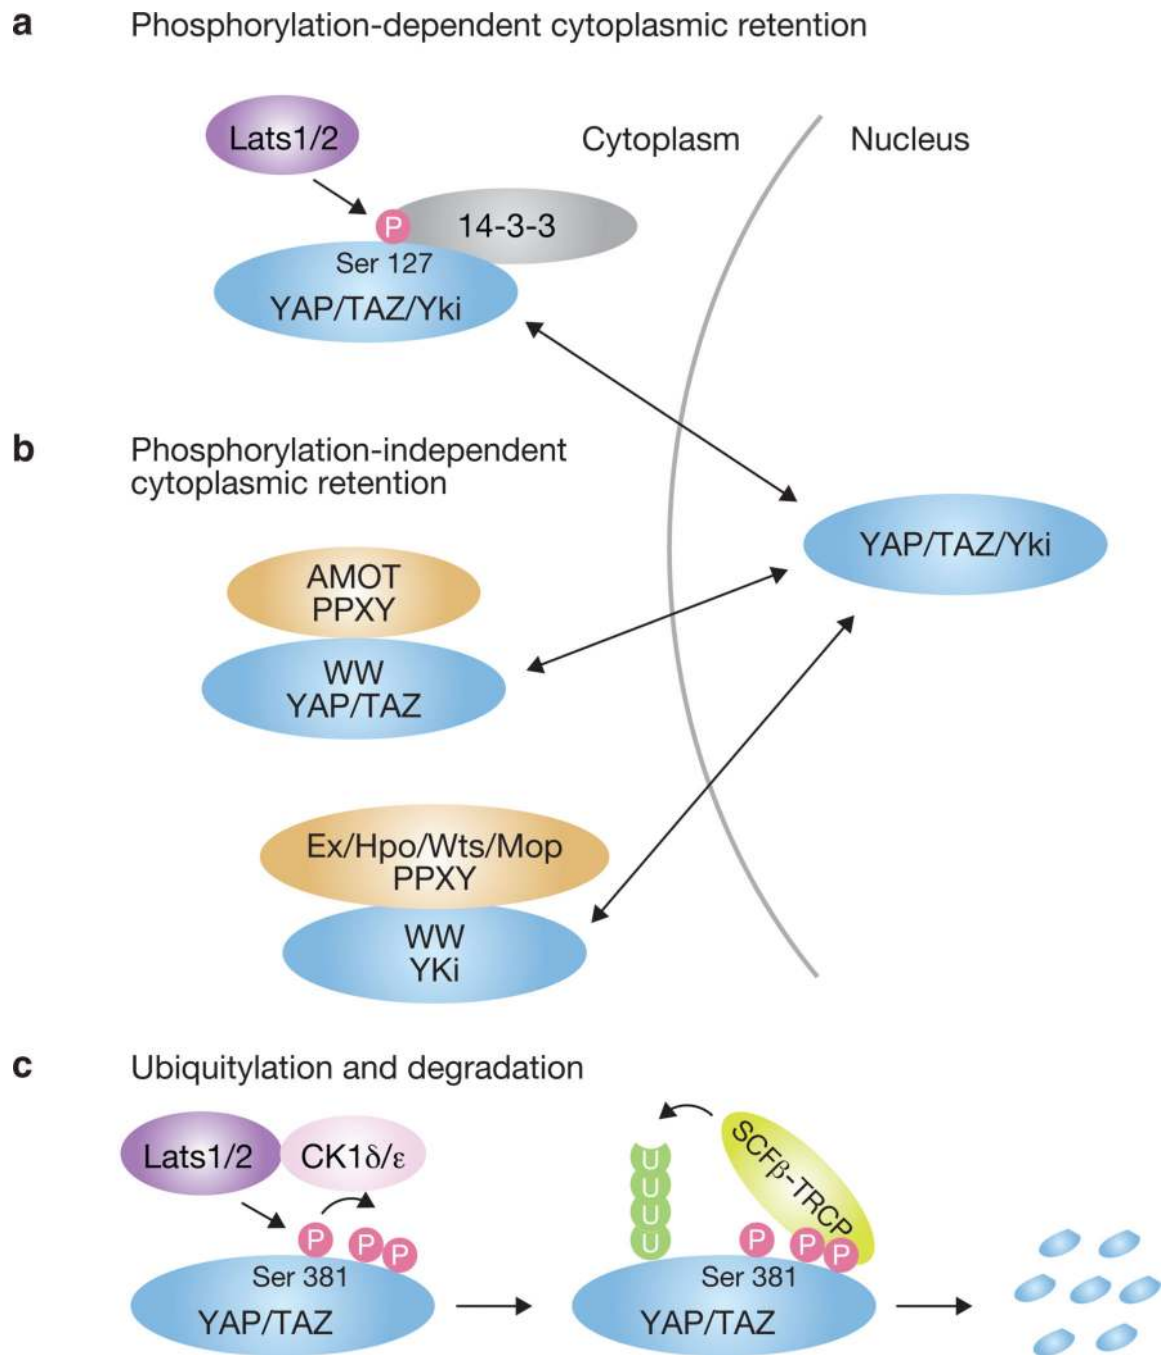 a Phosphorylation-dependent cytoplasmic retention
Lats1/2
Cytoplasm
Nucleus
P
14-3-3
Ser 127
YAP/TAZ/Yki
b Phosphorylation-independent
cytoplasmic retention
YAP/TAZ/Yki
AMOT
PPXY
WW
YAP/TAZ
Ex/Hpo/Wts/Mop
PPXY
WW
YKi
c Ubiquitylation and degradation
Lats1/2
CK1δ/ε
P
P
P
Ser 381
YAP/TAZ
SCFβ-TRCP
U
U
U
U
P
P
P
Ser 381
YAP/TAZ